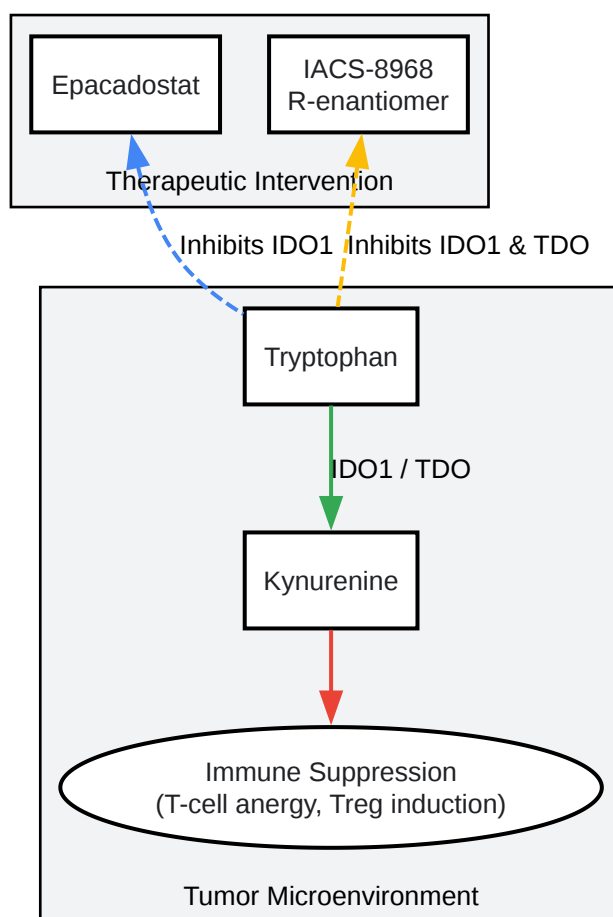 Epacadostat
IACS-8968
R-enantiomer
Therapeutic Intervention
Inhibits IDO1
Inhibits IDO1 & TDO
Tryptophan
IDO1 / TDO
Kynurenine
Immune Suppression
(T-cell anergy, Treg induction)
Tumor Microenvironment